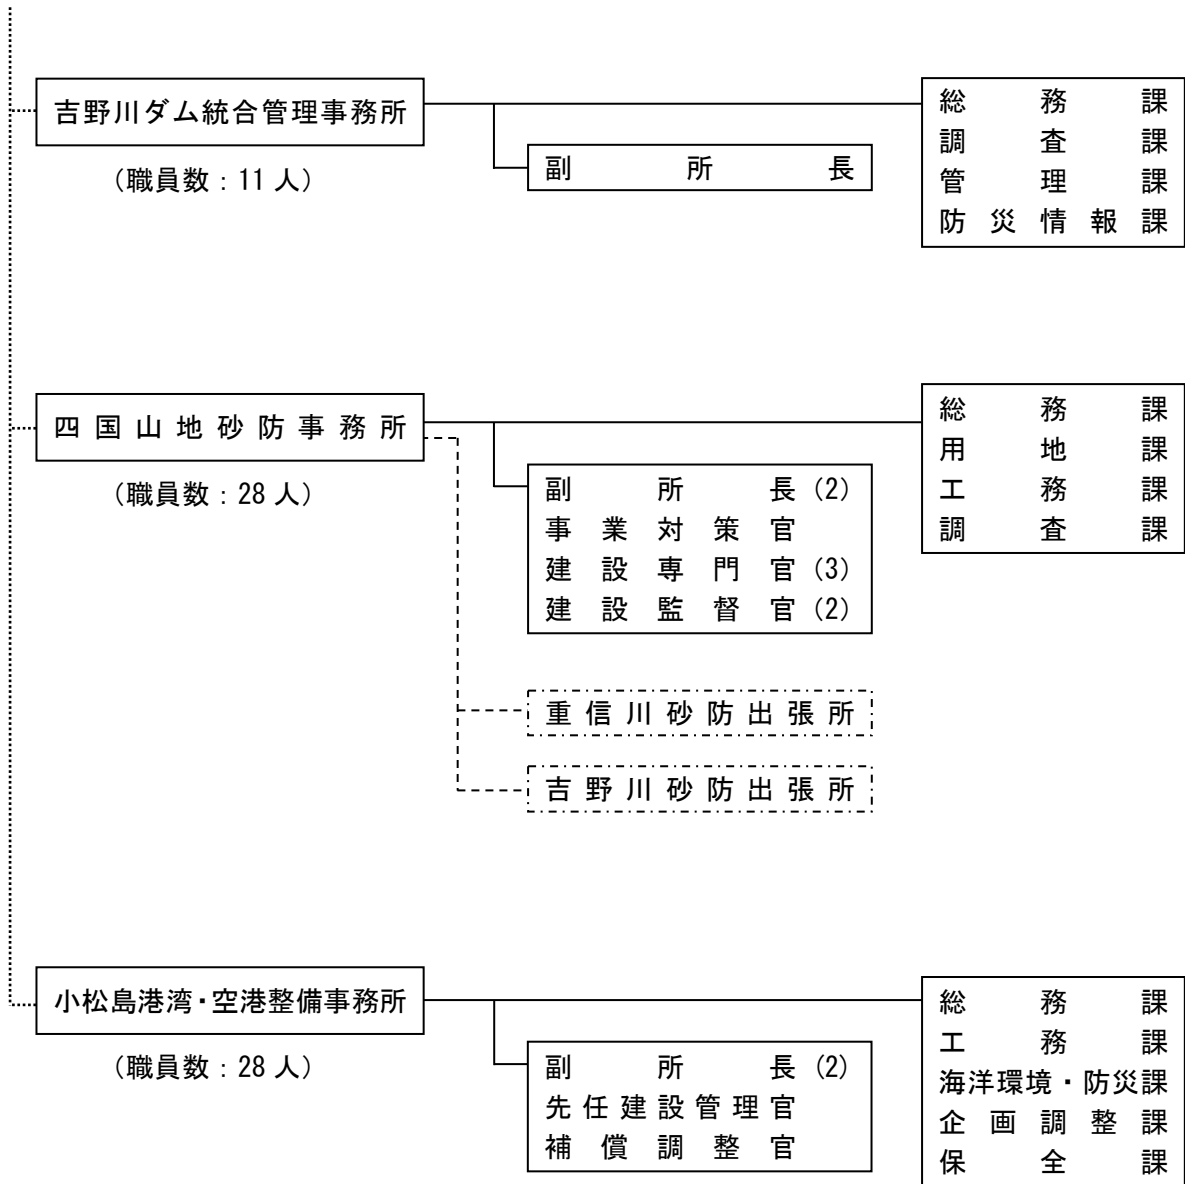 吉野川ダム統合管理事務所
（職員数：11人）
副所長
総務課
調査課
管理課
防災情報課
四国山地砂防事務所
（職員数：28人）
副所長（2）
事業対策官
建設専門官（3）
建設監督官（2）
総務課
用地課
工務課
調査課
重信川砂防出張所
吉野川砂防出張所
小松島港湾・空港整備事務所
（職員数：28人）
副所長（2）
先任建設管理官
補償調整官
総務課
工務課
海洋環境・防災課
企画調整課
保全課